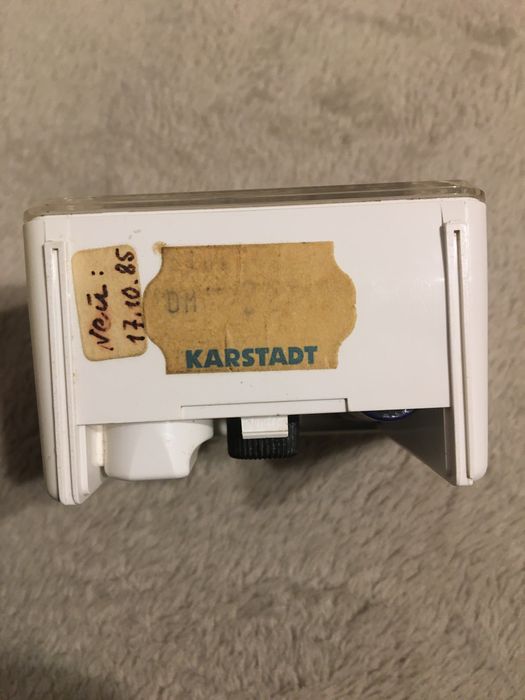 neu:
17.10.85
DM
KARSTADT